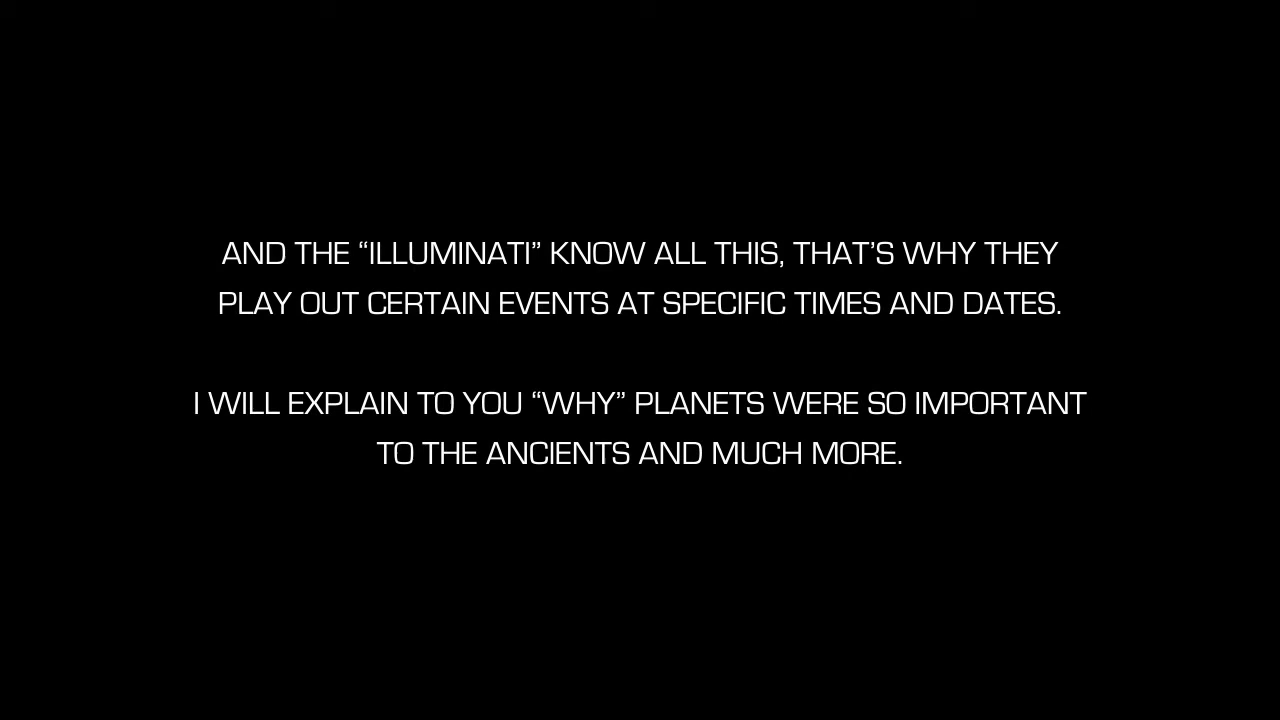 AND THE “ILLUMINATI” KNOW ALL THIS, THAT’S WHY THEY
PLAY OUT CERTAIN EVENTS AT SPECIFIC TIMES AND DATES.
I WILL EXPLAIN TO YOU “WHY” PLANETS WERE SO IMPORTANT
TO THE ANCIENTS AND MUCH MORE.